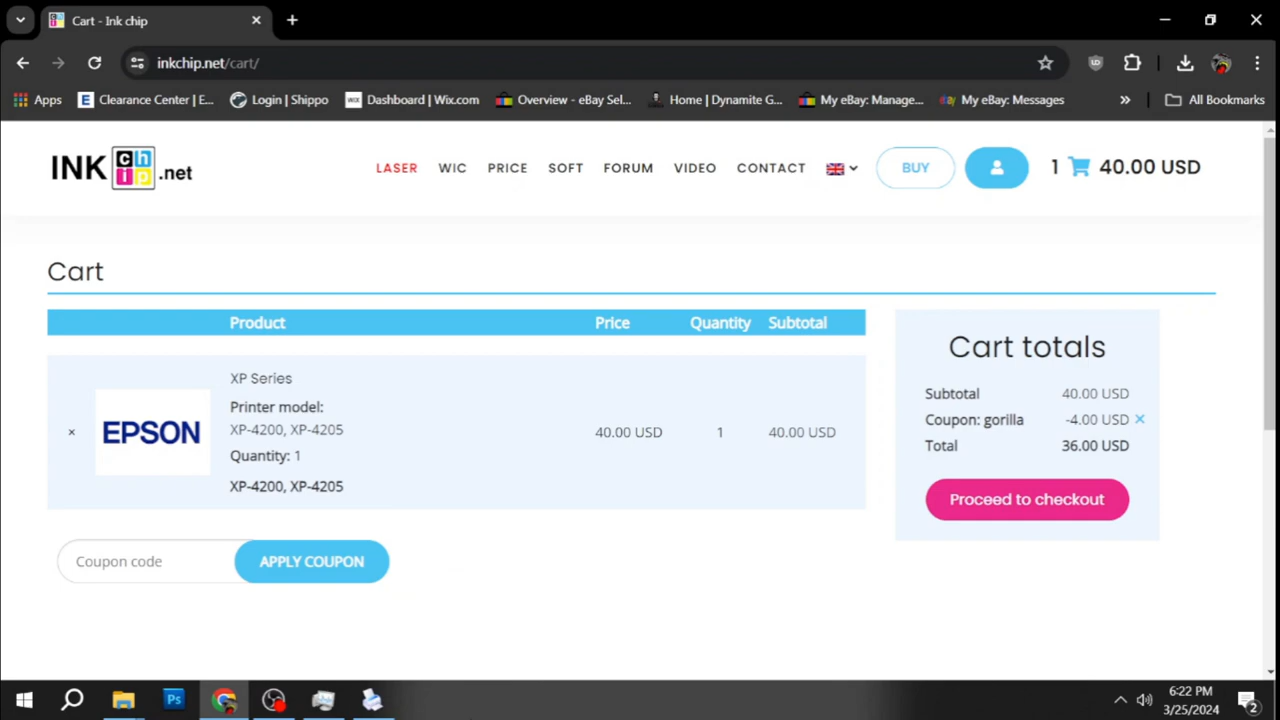 Cart - Ink chip
inkchip.net/cart/
Apps
Clearance Center | E...
Login | Shippo
WIX
Dashboard | Wix.com
Overview - eBay Sel...
Home | Dynamite G...
My eBay: Manage...
My eBay: Messages
All Bookmarks
INK chip .net
LASER
WIC
PRICE
SOFT
FORUM
VIDEO
CONTACT
BUY
1
40.00 USD
Cart
Product
Price
Quantity
Subtotal
EPSON
XP Series
Printer model:
XP-4200, XP-4205
Quantity: 1
XP-4200, XP-4205
40.00 USD
1
40.00 USD
Coupon code
APPLY COUPON
Cart totals
Subtotal 40.00 USD
Coupon: gorilla -4.00 USD
Total 36.00 USD
Proceed to checkout
Ps
6:22 PM
3/25/2024
2